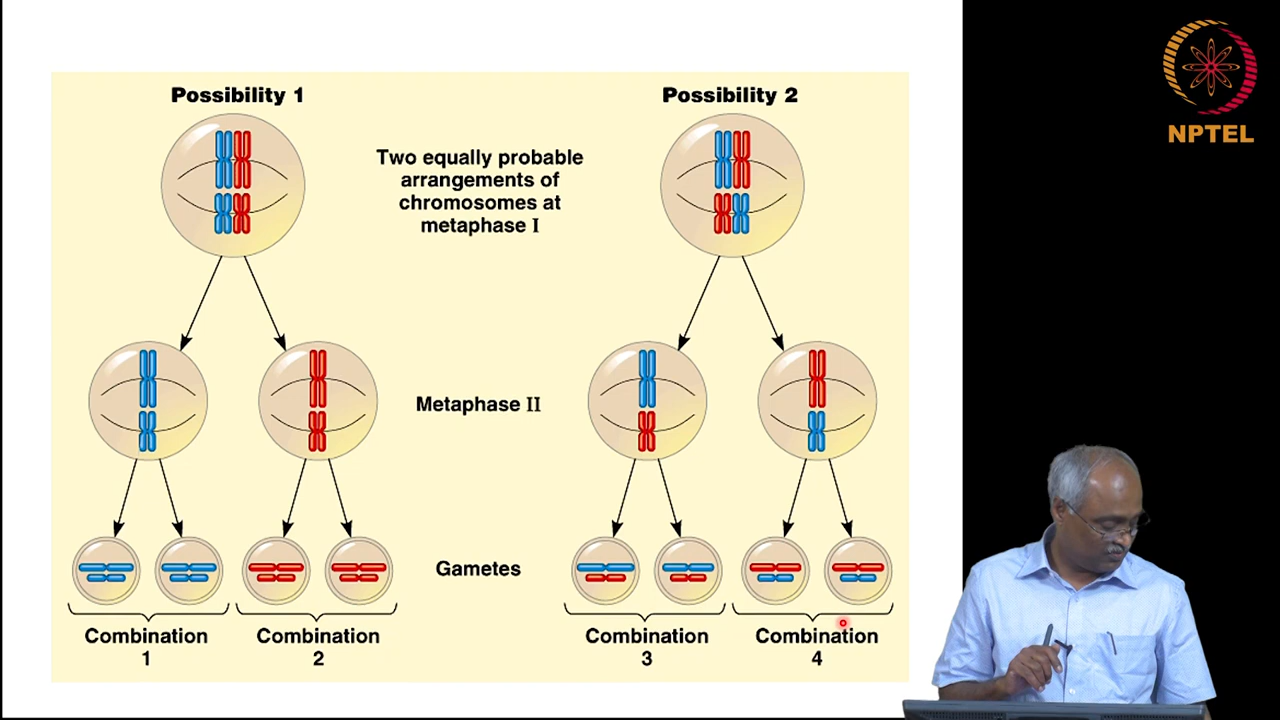 Possibility 1
Possibility 2
Two equally probable
arrangements of
chromosomes at
metaphase I
Metaphase II
Gametes
Combination
1
Combination
2
Combination
3
Combination
4
NPTEL